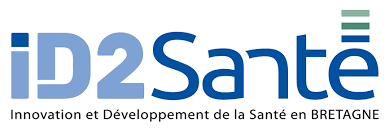 iD2Santé
Innovation et Développement de la Santé en BRETAGNE